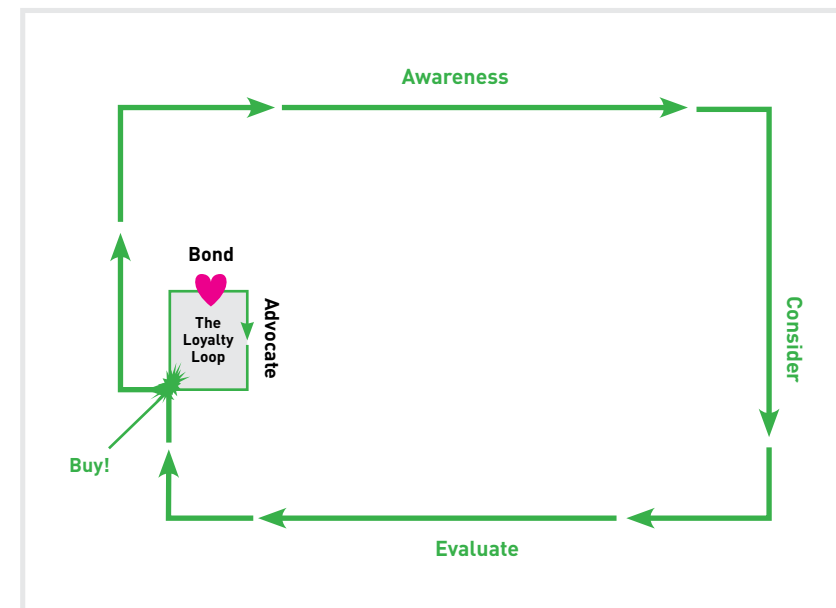 Awareness
Bond
The
Loyalty
Loop
Advocate
Consider
Buy!
Evaluate